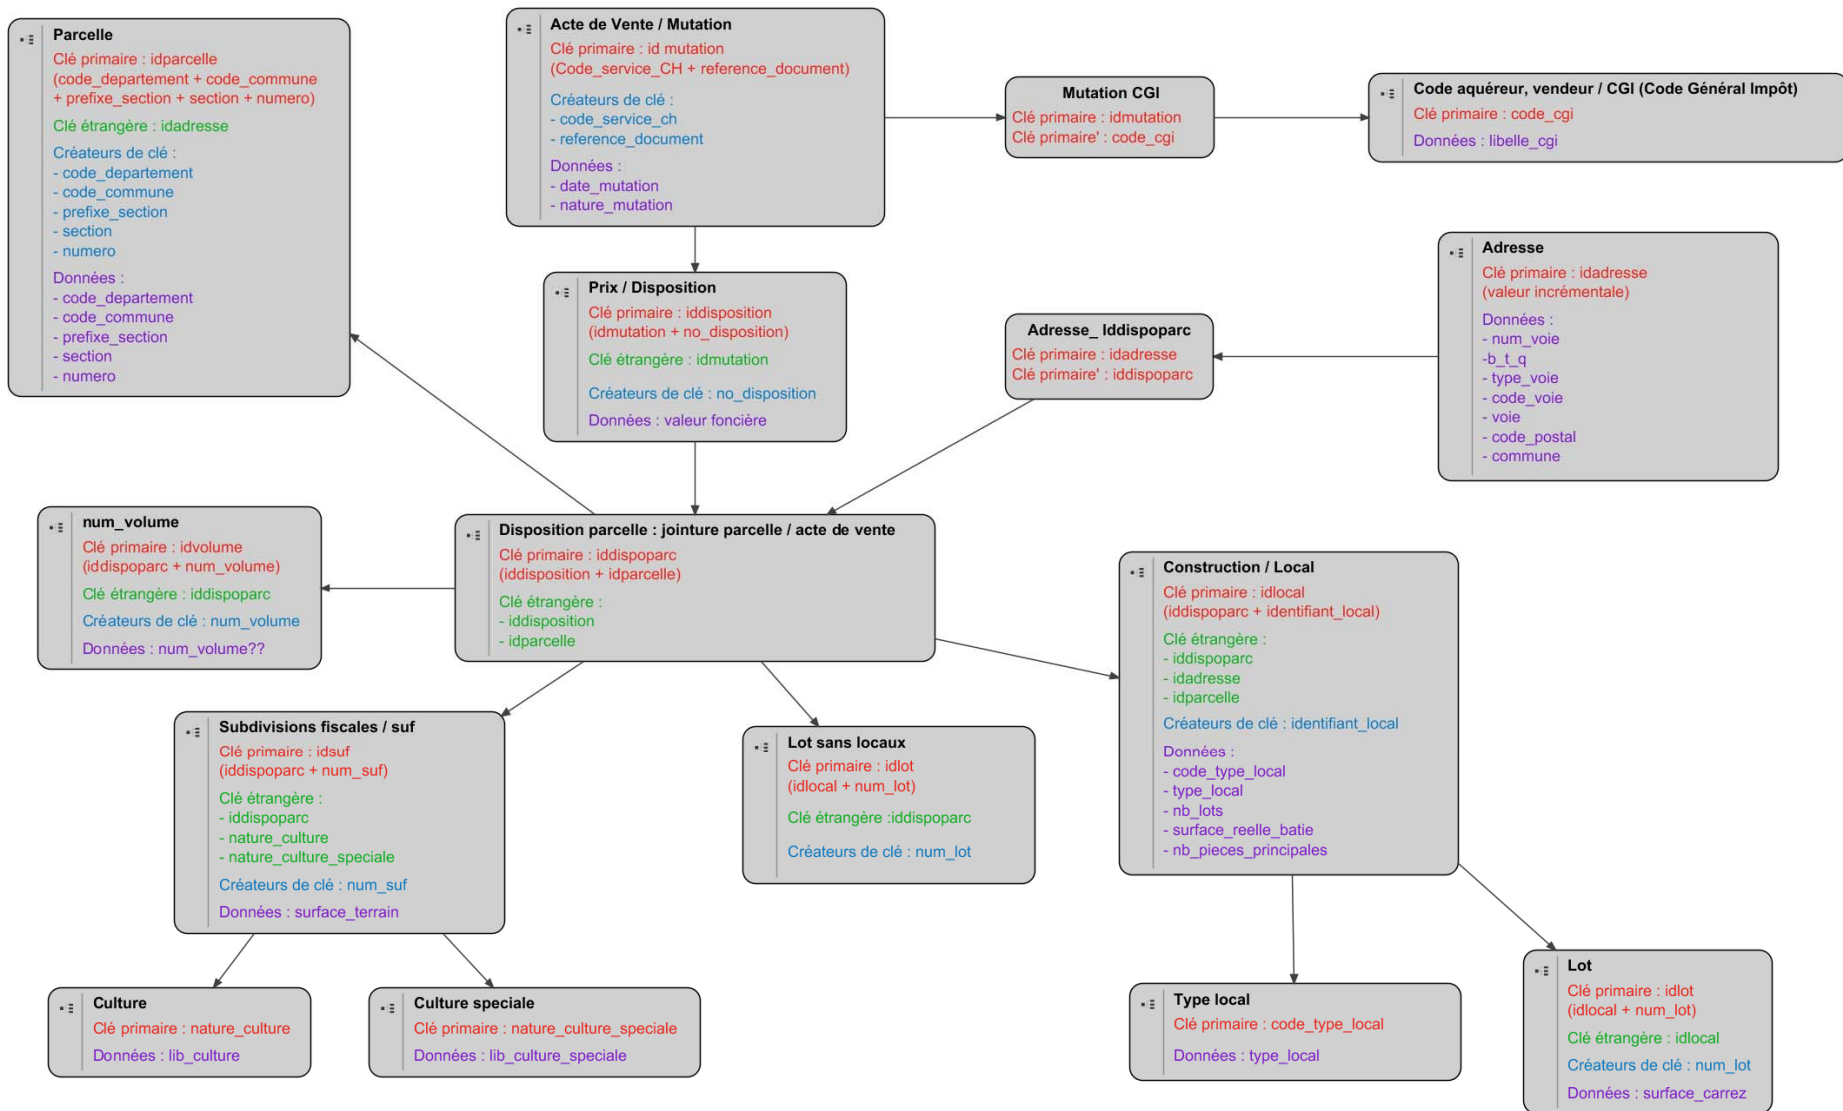 Parcelle
Clé primaire : idparcelle
(code_departement + code_commune
+ prefixe_section + section + numero)
Clé étrangère : idadresse
Créateurs de clé :
- code_departement
- code_commune
- prefixe_section
- section
- numero
Données :
- code_departement
- code_commune
- prefixe_section
- section
- numero
Acte de Vente / Mutation
Clé primaire : id mutation
(Code_service_CH + reference_document)
Créateurs de clé :
- code_service_ch
- reference_document
Données :
- date_mutation
- nature_mutation
Mutation CGI
Clé primaire : idmutation
Clé primaire' : code_cgi
Code aquéreur, vendeur / CGI (Code Général Impôt)
Clé primaire : code_cgi
Données : libelle_cgi
Prix / Disposition
Clé primaire : iddisposition
(idmutation + no_disposition)
Clé étrangère : idmutation
Créateurs de clé : no_disposition
Données : valeur foncière
Adresse_ Iddispoparc
Clé primaire : idadresse
Clé primaire' : iddispoparc
Adresse
Clé primaire : idadresse
(valeur incrémentale)
Données :
- num_voie
-b_t_q
- type_voie
- code_voie
- voie
- code_postal
- commune
num_volume
Clé primaire : idvolume
(iddispoparc + num_volume)
Clé étrangère : iddispoparc
Créateurs de clé : num_volume
Données : num_volume??
Disposition parcelle : jointure parcelle / acte de vente
Clé primaire : iddispoparc
(iddisposition + idparcelle)
Clé étrangère :
- iddisposition
- idparcelle
Construction / Local
Clé primaire : idlocal
(iddispoparc + identifiant_local)
Clé étrangère :
- iddispoparc
- idadresse
- idparcelle
Créateurs de clé : identifiant_local
Données :
- code_type_local
- type_local
- nb_lots
- surface_reelle_batie
- nb_pieces_principales
Subdivisions fiscales / suf
Clé primaire : idsuf
(iddispoparc + num_suf)
Clé étrangère :
- iddispoparc
- nature_culture
- nature_culture_speciale
Créateurs de clé : num_suf
Données : surface_terrain
Lot sans locaux
Clé primaire : idlot
(idlocal + num_lot)
Clé étrangère :iddispoparc
Créateurs de clé : num_lot
Culture
Clé primaire : nature_culture
Données : lib_culture
Culture speciale
Clé primaire : nature_culture_speciale
Données : lib_culture_speciale
Type local
Clé primaire : code_type_local
Données : type_local
Lot
Clé primaire : idlot
(idlocal + num_lot)
Clé étrangère : idlocal
Créateurs de clé : num_lot
Données : surface_carrez